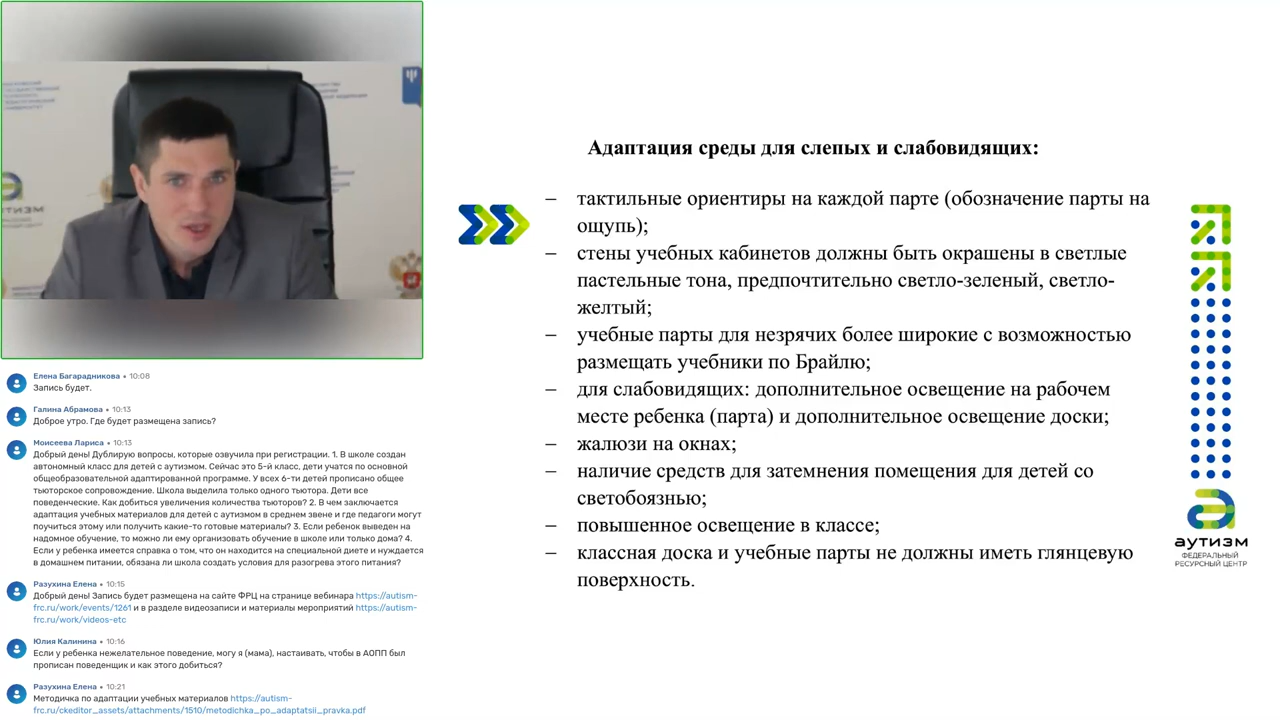 утизм
Елена Багарадникова • 10:08
Запись будет.
Галина Абрамова • 10:13
Доброе утро. Где будет размещена запись?
Моисеева Лариса • 10:13
Добрый день! Дублирую вопросы, которые озвучила при регистрации. 1. В школе создан
автономный класс для детей с аутизмом. Сейчас это 5-й класс, дети учатся по основной
общеобразовательной адаптированной программе. У всех 6-ти детей прописано общее
тьюторское сопровождение. Школа выделила только одного тьютора. Дети все
поведенческие. Как добиться увеличения количества тьюторов? 2. В чем заключается
адаптация учебных материалов для детей с аутизмом в среднем звене и где педагоги могут
поучиться этому или получить какие-то готовые материалы? 3. Если ребенок выведен на
надомное обучение, то можно ли ему организовать обучение в школе или только дома? 4.
Если у ребенка имеется справка о том, что он находится на специальной диете и нуждается
в домашнем питании, обязана ли школа создать условия для разогрева этого питания?
Разухина Елена • 10:15
Добрый день! Запись будет размещена на сайте ФРЦ на странице вебинара https://autism-
frc.ru/work/events/1261 и в разделе видеозаписи и материалы мероприятий https://autism-
frc.ru/work/videos-etc
Юлия Калинина • 10:16
Если у ребенка нежелательное поведение, могу я (мама), настаивать, чтобы в АОПП был
прописан поведенщик и как этого добиться?
Разухина Елена • 10:21
Методичка по адаптации учебных материалов https://autism-
frc.ru/ckeditor_assets/attachments/1510/metodichka_po_adaptatsii_pravka.pdf
Адаптация среды для слепых и слабовидящих:
– тактильные ориентиры на каждой парте (обозначение парты на
ощупь);
– стены учебных кабинетов должны быть окрашены в светлые
пастельные тона, предпочтительно светло-зеленый, светло-
желтый;
– учебные парты для незрячих более широкие с возможностью
размещать учебники по Брайлю;
– для слабовидящих: дополнительное освещение на рабочем
месте ребенка (парта) и дополнительное освещение доски;
– жалюзи на окнах;
– наличие средств для затемнения помещения для детей со
светобоязнью;
– повышенное освещение в классе;
– классная доска и учебные парты не должны иметь глянцевую
поверхность.
аутизм
ФЕДЕРАЛЬНЫЙ
РЕСУРСНЫЙ ЦЕНТР